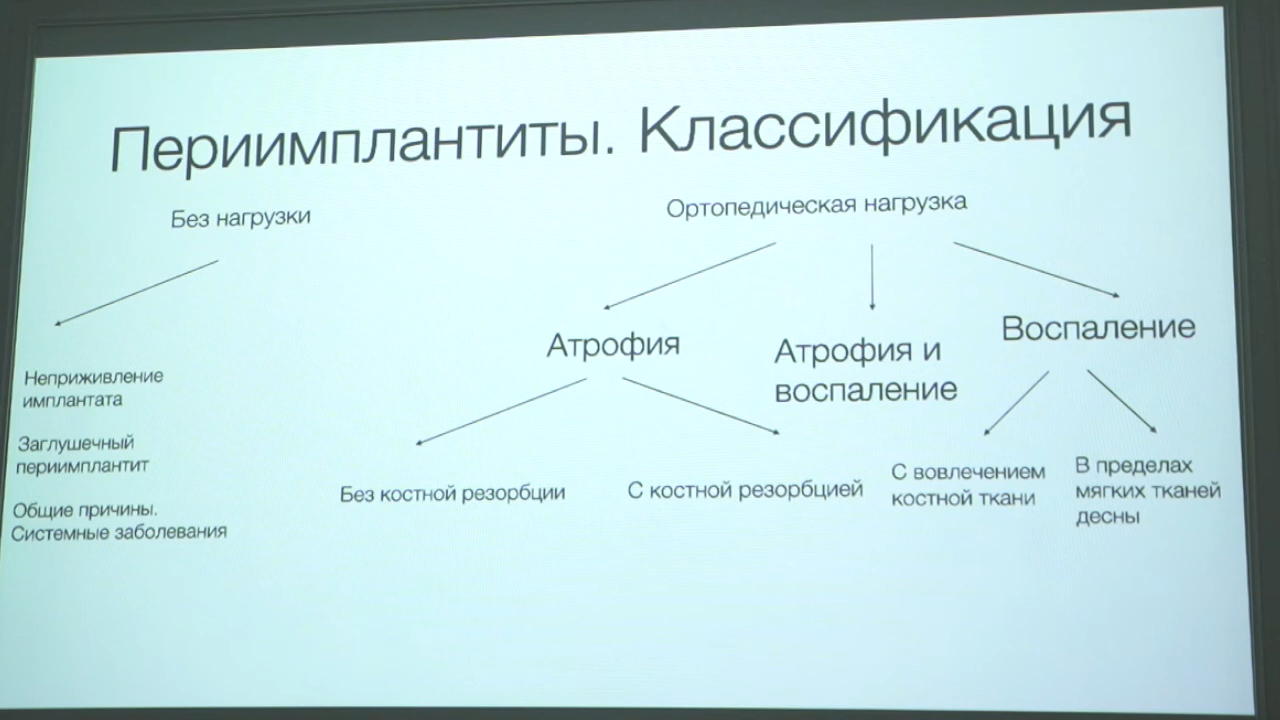 Периимплантиты. Классификация
Без нагрузки
Ортопедическая нагрузка
Неприживление
имплантата
Заглушечный
периимплантит
Общие причины.
Системные заболевания
Атрофия
Атрофия и
воспаление
Воспаление
Без костной резорбции
С костной резорбцией
С вовлечением
костной ткани
В пределах
мягких тканей
десны